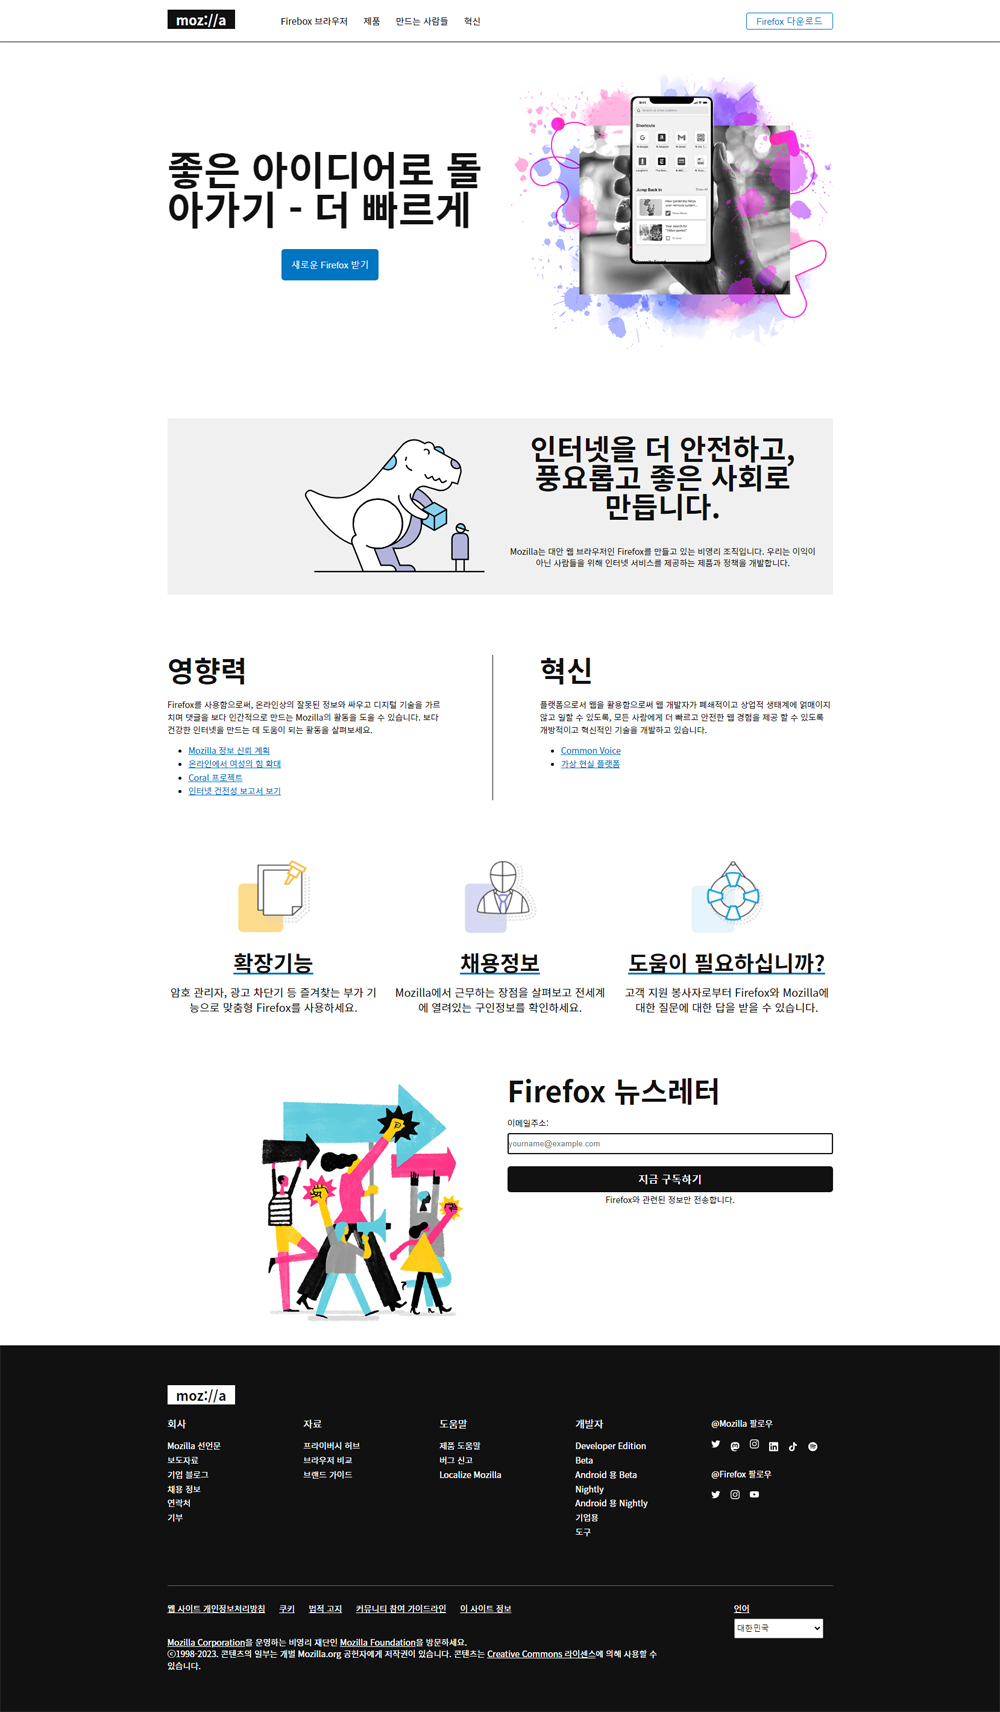 moz://a
Firebox 브라우저 제품 만드는 사람들 혁신
Firefox 다운로드
좋은 아이디어로 돌
아가기 - 더 빠르게
새로운 Firefox 받기
Shortcuts
Jump Back In
인터넷을 더 안전하고,
풍요롭고 좋은 사회로
만듭니다.
Mozilla는 대안 웹 브라우저인 Firefox를 만들고 있는 비영리 조직입니다. 우리는 이익이
아닌 사람들을 위해 인터넷 서비스를 제공하는 제품과 정책을 개발합니다.
영향력
Firefox를 사용함으로써, 온라인상의 잘못된 정보와 싸우고 디지털 기술을 가르
치며 댓글을 보다 인간적으로 만드는 Mozilla의 활동을 도울 수 있습니다. 보다
건강한 인터넷을 만드는 데 도움이 되는 활동을 살펴보세요.
Mozilla 정보 신뢰 계획
온라인에서 여성의 힘 확대
Coral 프로젝트
인터넷 건전성 보고서 보기
혁신
플랫폼으로서 웹을 활용함으로써 웹 개발자가 폐쇄적이고 상업적 생태계에 얽매이지
않고 일할 수 있도록, 모든 사람에게 더 빠르고 안전한 웹 경험을 제공 할 수 있도록
개방적이고 혁신적인 기술을 개발하고 있습니다.
Common Voice
가상 현실 플랫폼
확장기능
암호 관리자, 광고 차단기 등 즐겨찾는 부가 기
능으로 맞춤형 Firefox를 사용하세요.
채용정보
Mozilla에서 근무하는 장점을 살펴보고 전세계
에 열려있는 구인정보를 확인하세요.
도움이 필요하십니까?
고객 지원 봉사자로부터 Firefox와 Mozilla에
대한 질문에 대한 답을 받을 수 있습니다.
Firefox 뉴스레터
이메일주소:
yourname@example.com
지금 구독하기
Firefox와 관련된 정보만 전송합니다.
moz://a
회사
Mozilla 선언문
보도자료
기업 블로그
채용 정보
연락처
기부
자료
프라이버시 허브
브라우저 비교
브랜드 가이드
도움말
제품 도움말
버그 신고
Localize Mozilla
개발자
Developer Edition
Beta
Android 용 Beta
Nightly
Android 용 Nightly
기업용
도구
@Mozilla 팔로우
@Firefox 팔로우
웹 사이트 개인정보처리방침 쿠키 법적 고지 커뮤니티 참여 가이드라인 이 사이트 정보
언어
대한민국
Mozilla Corporation을 운영하는 비영리 재단인 Mozilla Foundation을 방문하세요.
ⓒ1998-2023. 콘텐츠의 일부는 개별 Mozilla.org 공헌자에게 저작권이 있습니다. 콘텐츠는 Creative Commons 라이센스에 의해 사용할 수
있습니다.